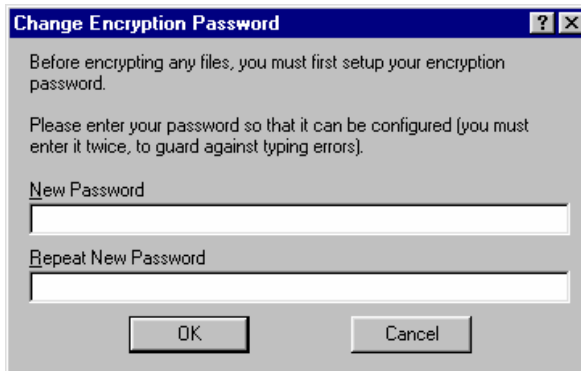 Change Encryption Password
Before encrypting any files, you must first setup your encryption
password.
Please enter your password so that it can be configured (you must
enter it twice, to guard against typing errors).
New Password
Repeat New Password
OK
Cancel